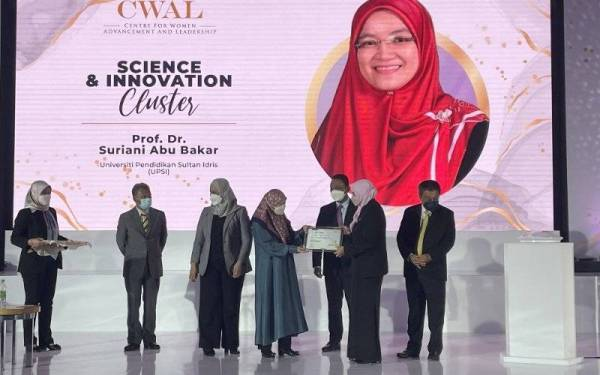 CWAL
CENTRE FOR WOMEN
ADVANCEMENT AND LEADERSHIP
SCIENCE
& INNOVATION
Cluster
Prof. Dr.
Suriani Abu Bakar
Universiti Pendidikan Sultan Idris
(UPSI)